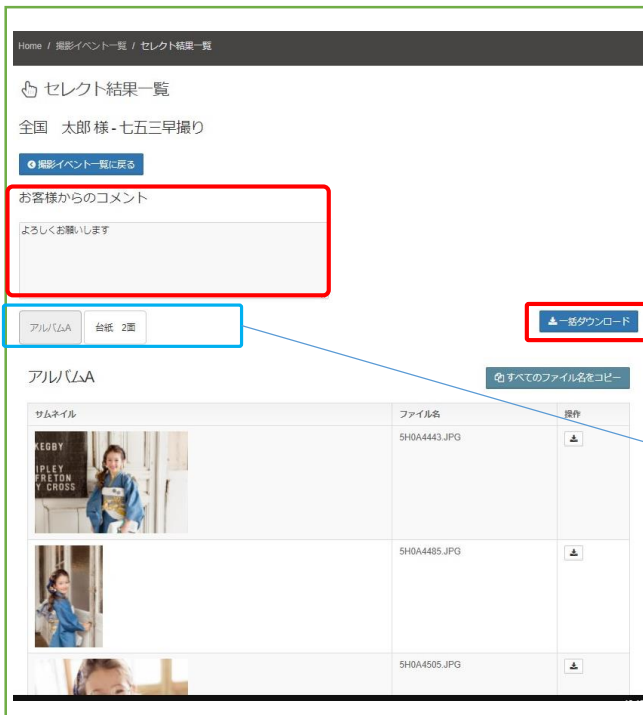 Home / 撮影イベント一覧 / セレクト結果一覧
セレクト結果一覧
全国 太郎 様 - 七五三早撮り
撮影イベント一覧に戻る
お客様からのコメント
よろしくお願いします
アルバムA 台紙 2面
一括ダウンロード
アルバムA
すべてのファイル名をコピー
サムネイル ファイル名 操作
KEGBY
IPLEY
FRETON
Y CROSS
5H0A4443.JPG
5H0A4485.JPG
5H0A4505.JPG